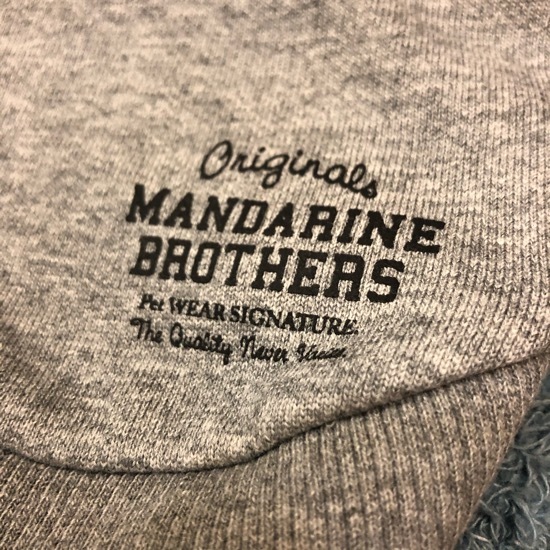 Originals
MANDARINE
BROTHERS
Pet WEAR SIGNATURE
The Quality Never